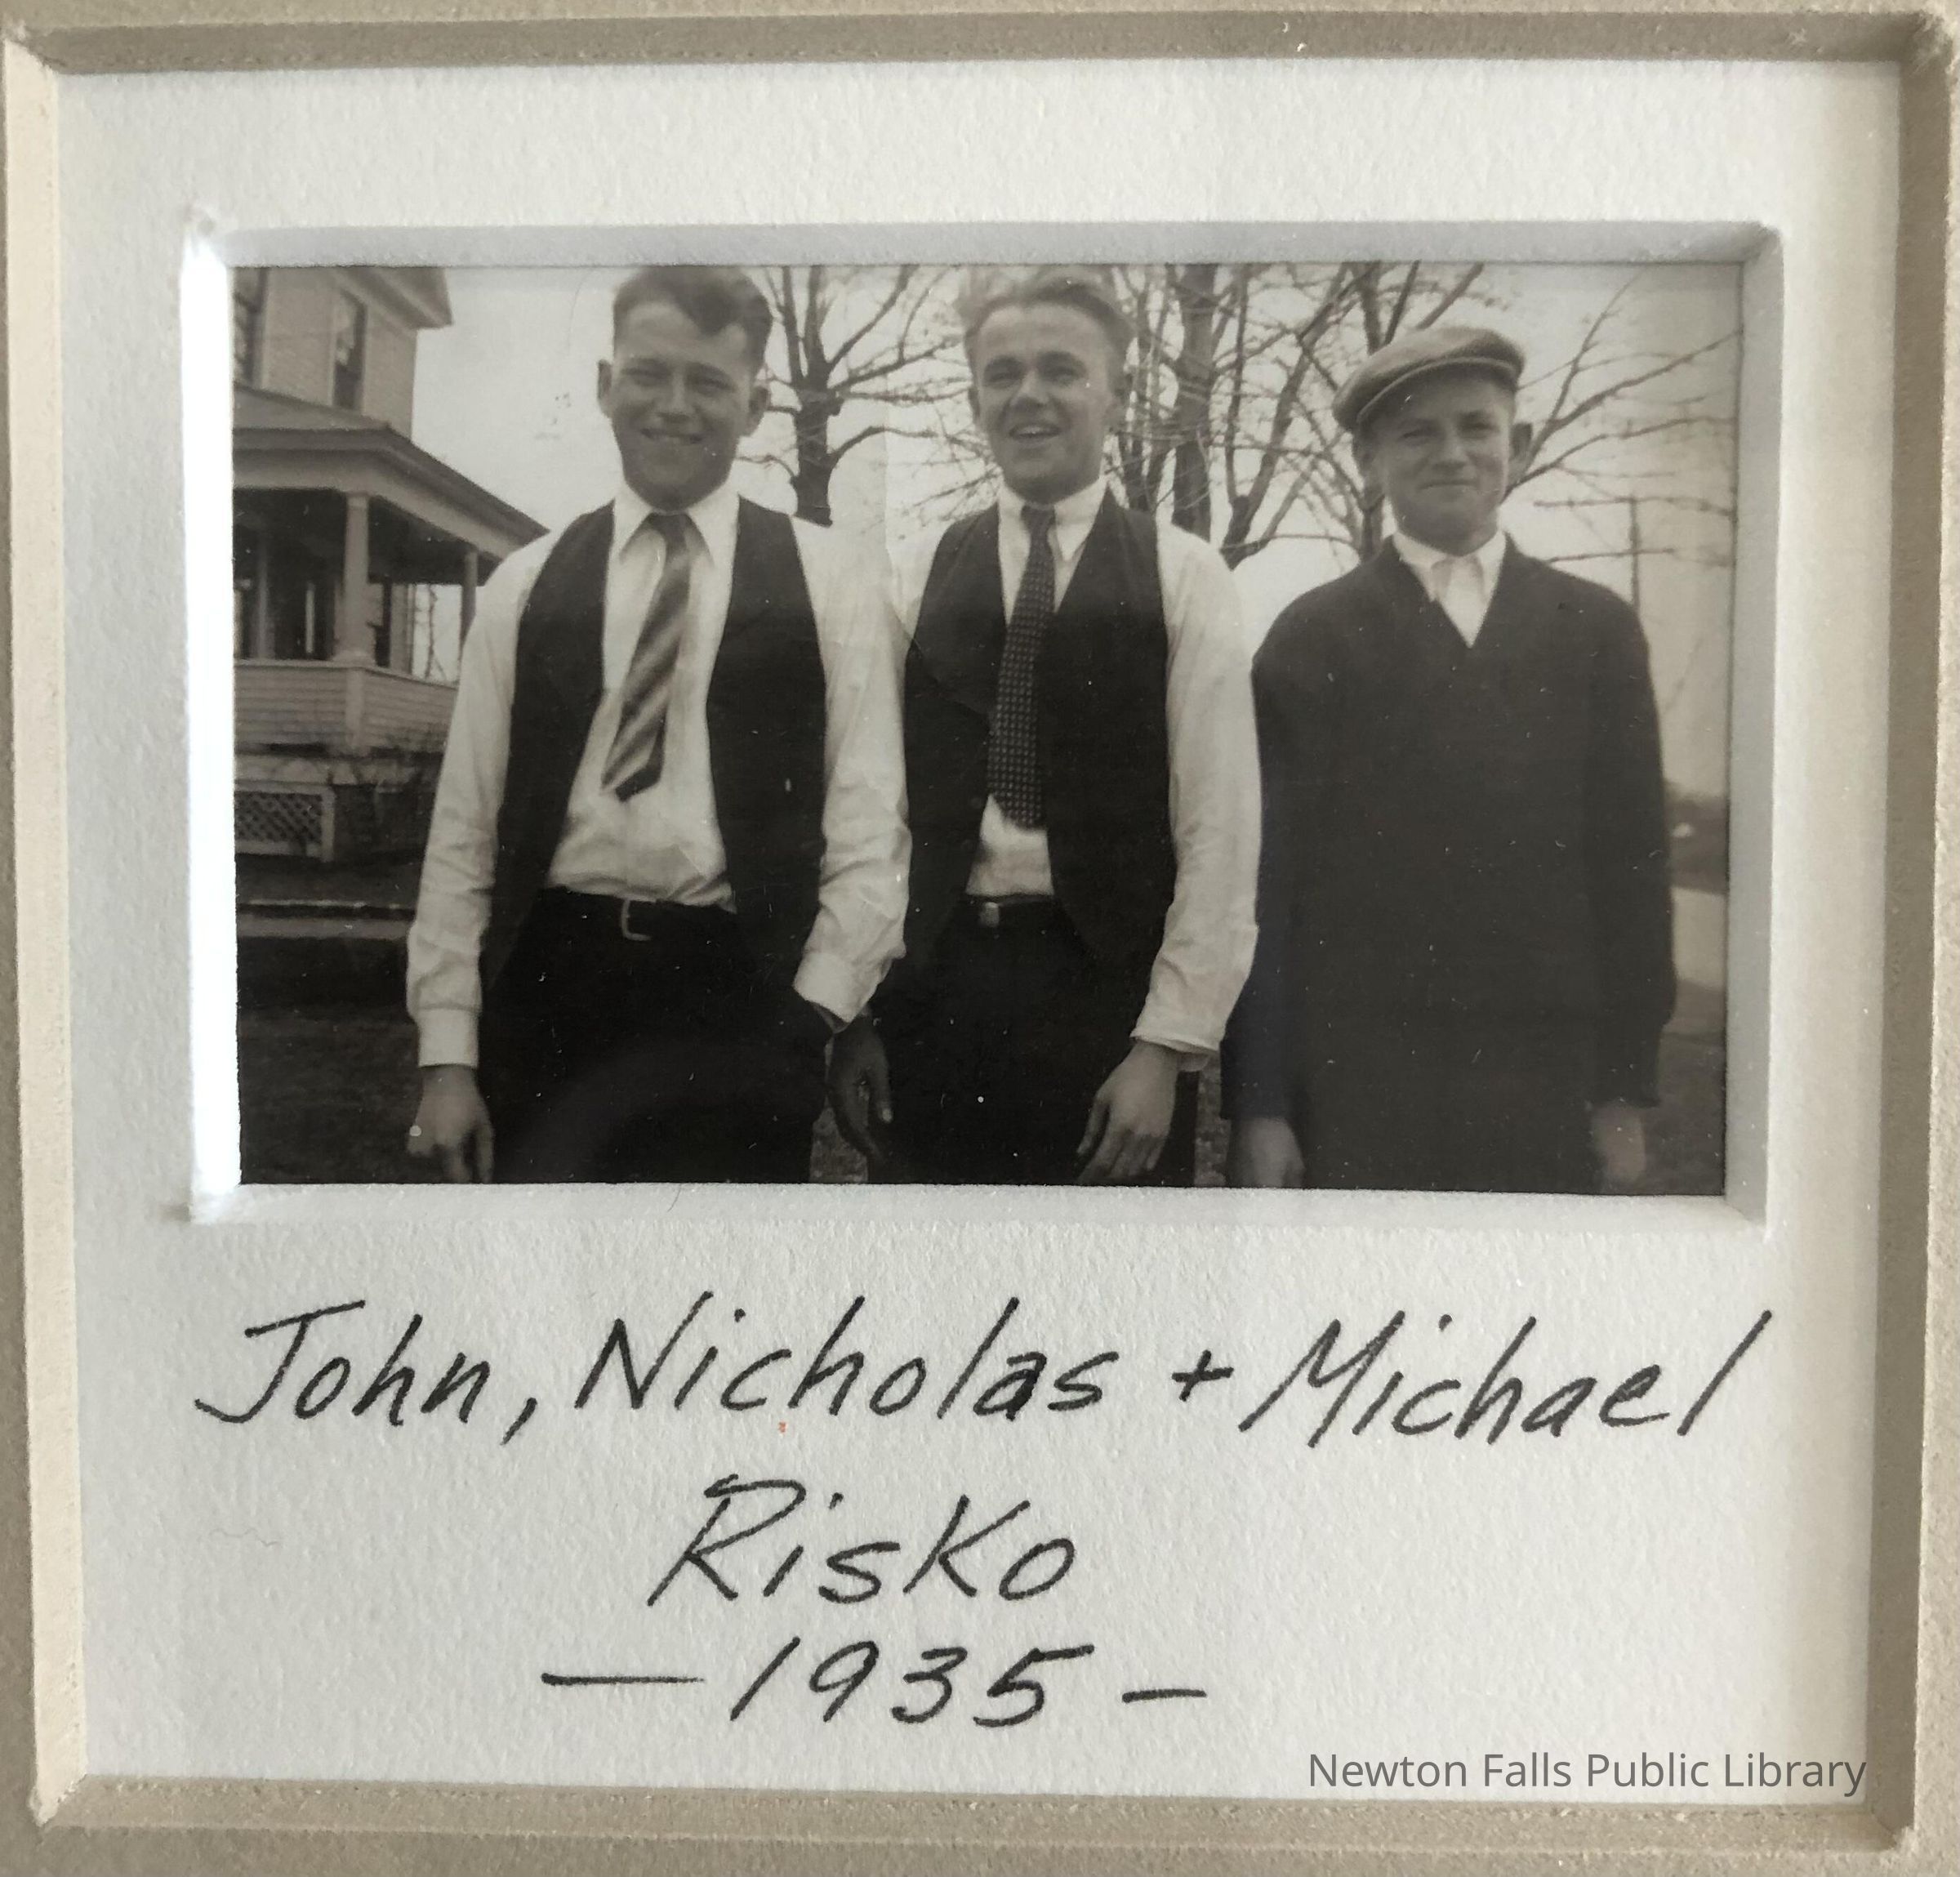 John, Nicholas + Michael
Risko
— 1935 –
Newton Falls Public Library